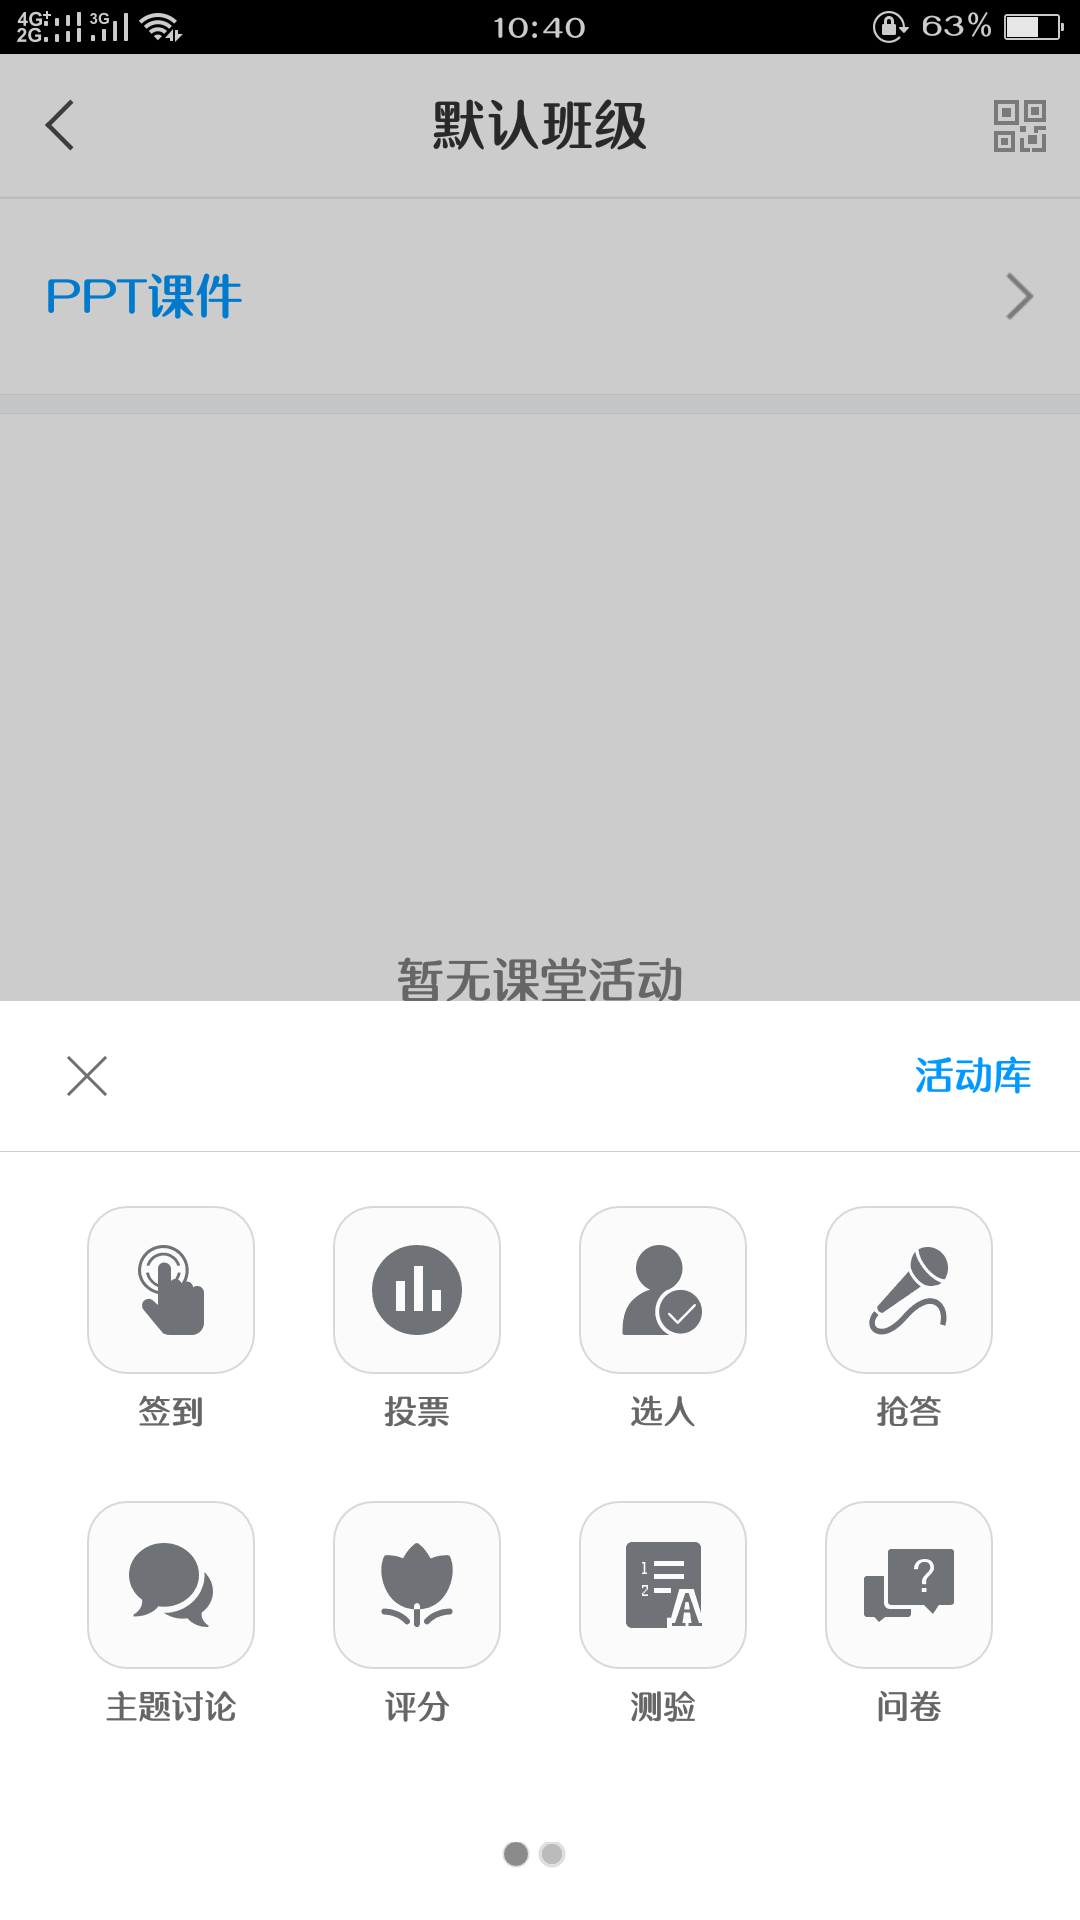 4G+ 3G
2G
10:40
63%
默认班级
PPT课件
暂无课堂活动
活动库
签到
投票
选人
抢答
主题讨论
评分
测验
问卷